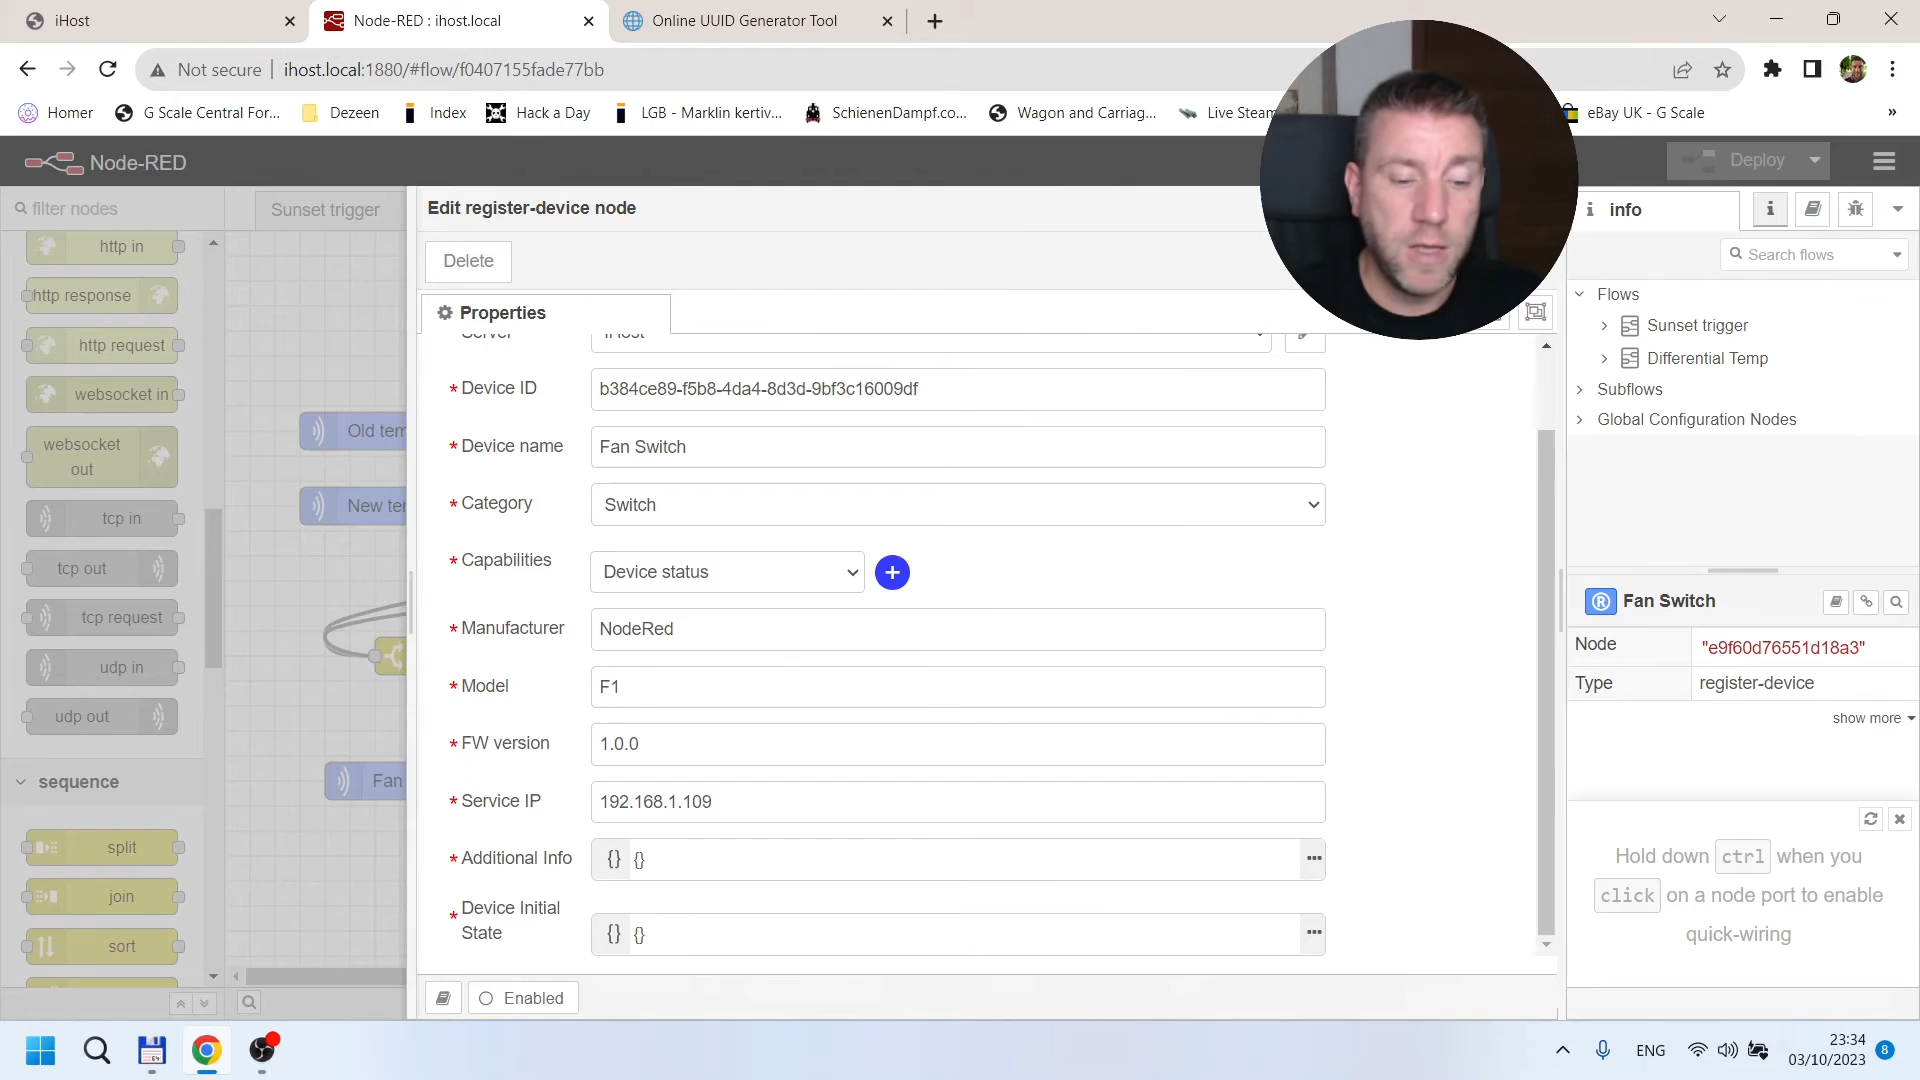 iHost
Node-RED : ihost.local
Online UUID Generator Tool
Not secure
ihost.local:1880/#flow/f0407155fade77bb
Homer
G Scale Central For...
Dezeen
Index
Hack a Day
LGB - Marklin kertiv...
SchienenDampf.co...
Wagon and Carriag...
Live Steam
eBay UK - G Scale
»
Node-RED
Deploy
filter nodes
Sunset trigger
Edit register-device node
info
Delete
Search flows
http in
http response
http request
websocket in
websocket
out
tcp in
tcp out
tcp request
udp in
udp out
sequence
split
join
sort
Old tem
New te
Fan
Properties
* Device ID
b384ce89-f5b8-4da4-8d3d-9bf3c16009df
* Device name
Fan Switch
* Category
Switch
* Capabilities
Device status
* Manufacturer
NodeRed
* Model
F1
* FW version
1.0.0
* Service IP
192.168.1.109
* Additional Info
{} {}
* Device Initial
State
{} {}
Enabled
Flows
Sunset trigger
Differential Temp
Subflows
Global Configuration Nodes
Fan Switch
Node
"e9f60d76551d18a3"
Type
register-device
show more
Hold down ctrl when you
click on a node port to enable
quick-wiring
64
ENG
23:34
03/10/2023
8